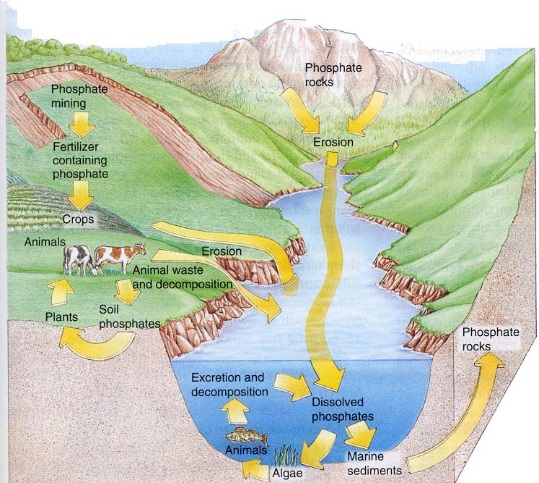 Phosphate
rocks
Phosphate
mining
Erosion
Fertilizer
containing
phosphate
Crops
Animals
Erosion
Animal waste
and decomposition
Plants
Soil
phosphates
Phosphate
rocks
Excretion and
decomposition
Dissolved
phosphates
Animals
Algae
Marine
sediments